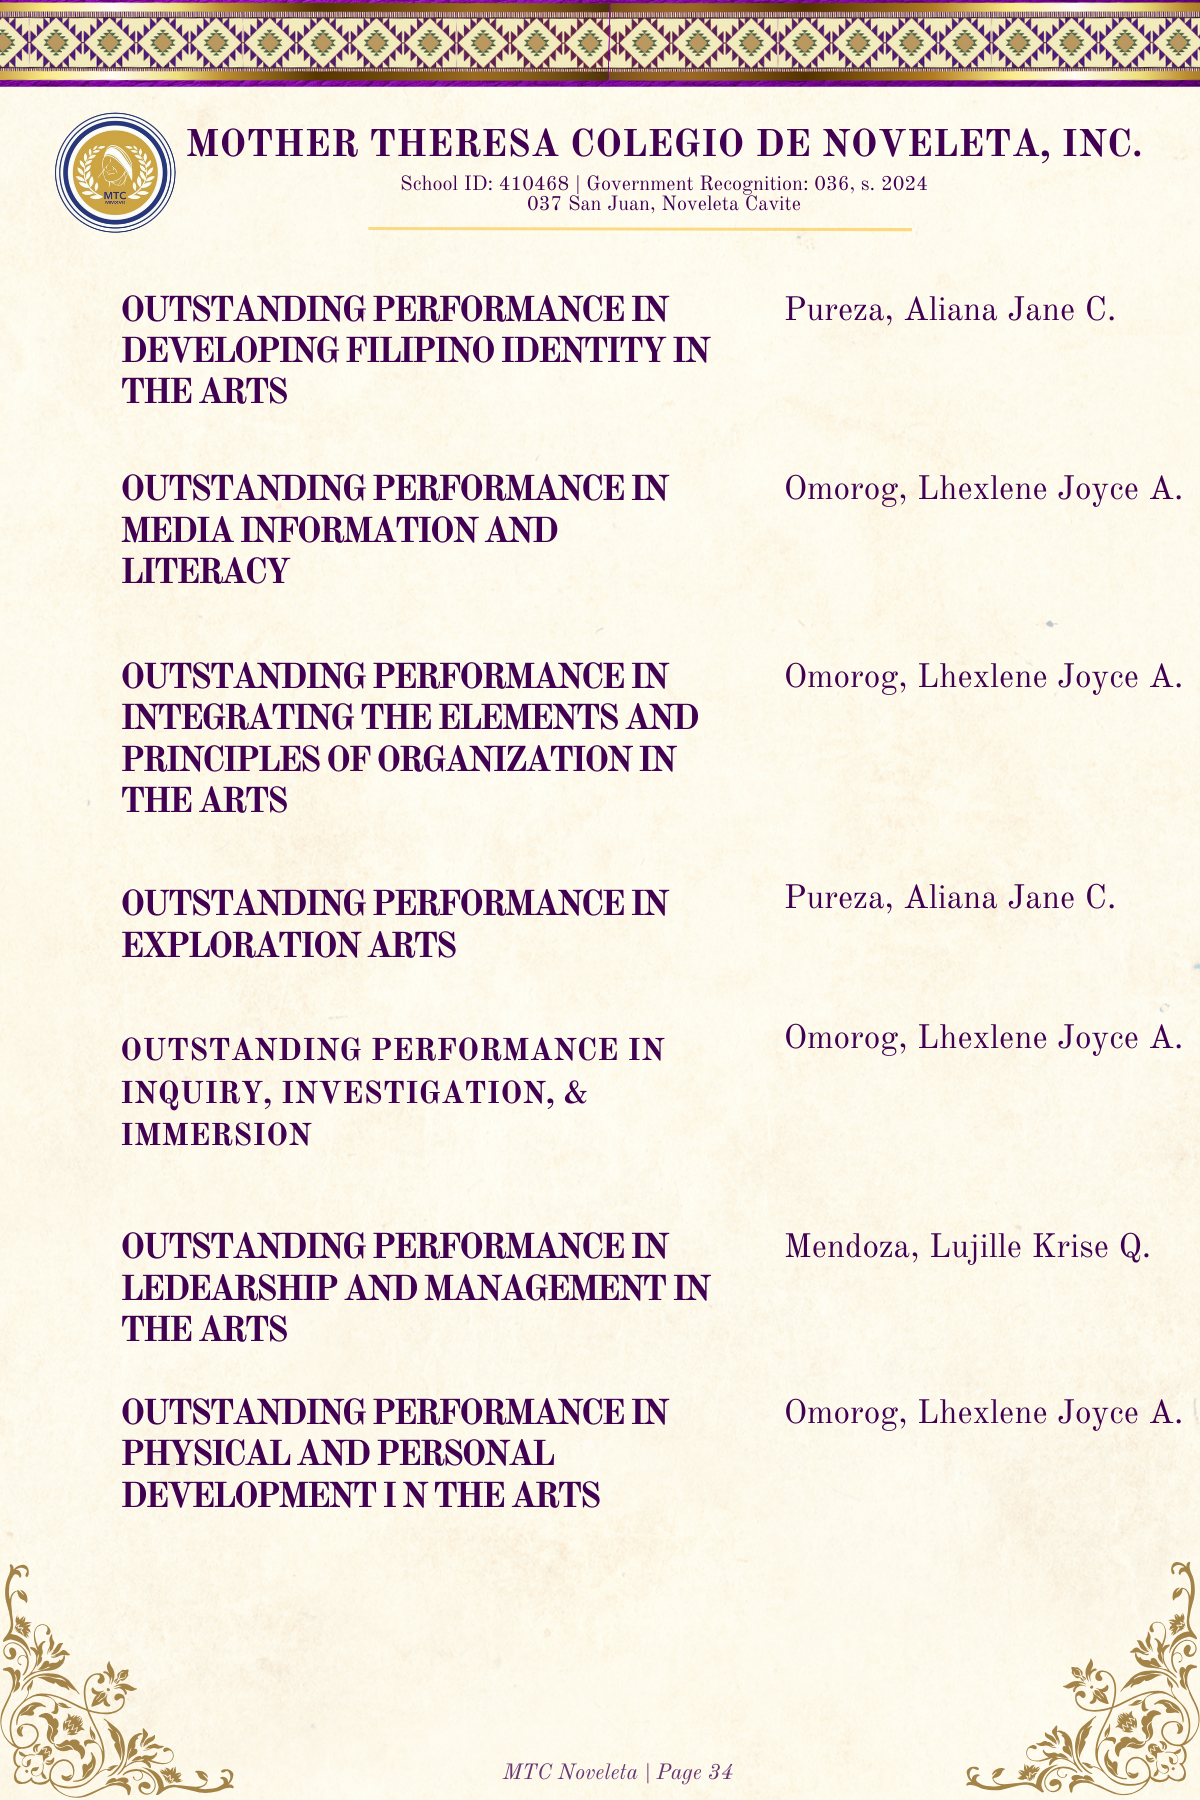 MOTHER THERESA COLEGIO DE NOVELETA, INC.
School ID: 410468 | Government Recognition: 036, s. 2024
037 San Juan, Noveleta Cavite
MTC
OUTSTANDING PERFORMANCE IN
DEVELOPING FILIPINO IDENTITY IN
THE ARTS
Pureza, Aliana Jane C.
OUTSTANDING PERFORMANCE IN
MEDIA INFORMATION AND
LITERACY
Omorog, Lhexlene Joyce A.
OUTSTANDING PERFORMANCE IN
INTEGRATING THE ELEMENTS AND
PRINCIPLES OF ORGANIZATION IN
THE ARTS
Omorog, Lhexlene Joyce A.
OUTSTANDING PERFORMANCE IN
EXPLORATION ARTS
Pureza, Aliana Jane C.
OUTSTANDING PERFORMANCE IN
INQUIRY, INVESTIGATION, &
IMMERSION
Omorog, Lhexlene Joyce A.
OUTSTANDING PERFORMANCE IN
LEDEARSHIP AND MANAGEMENT IN
THE ARTS
Mendoza, Lujille Krise Q.
OUTSTANDING PERFORMANCE IN
PHYSICAL AND PERSONAL
DEVELOPMENT I N THE ARTS
Omorog, Lhexlene Joyce A.
MTC Noveleta | Page 34